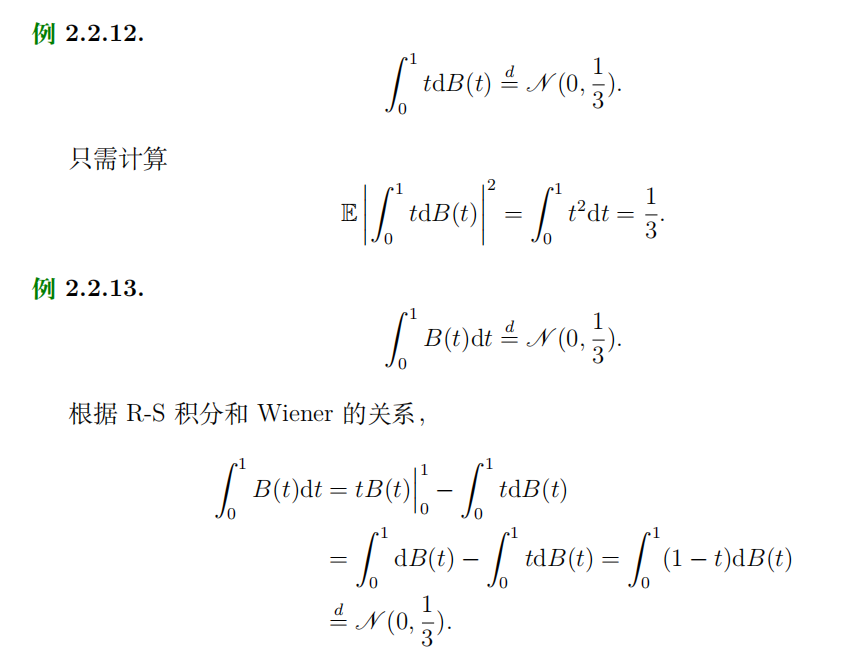 例 2.2.12.
∫₀¹ tdB(t) =ᵈ 𝒩(0, 1/3).
只需计算
𝔼|∫₀¹ tdB(t)|² = ∫₀¹ t²dt = 1/3.
例 2.2.13.
∫₀¹ B(t)dt =ᵈ 𝒩(0, 1/3).
根据 R-S 积分和 Wiener 的关系,
∫₀¹ B(t)dt = tB(t)|₀¹ − ∫₀¹ tdB(t)
= ∫₀¹ dB(t) − ∫₀¹ tdB(t) = ∫₀¹ (1 − t)dB(t)
=ᵈ 𝒩(0, 1/3).